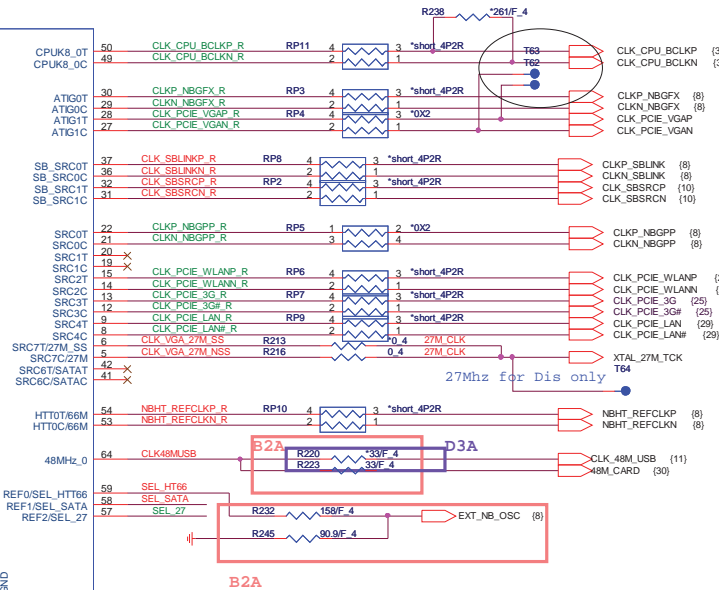 R238 *261/F_4
CPUK8_0T 50 CLK_CPU_BCLKP_R RP11 4 3 *short_4P2R T63 CLK_CPU_BCLKP
CPUK8_0C 49 CLK_CPU_BCLKN_R 2 1 T62 CLK_CPU_BCLKN
ATIG0T 30 CLKP_NBGFX_R RP3 4 3 *short_4P2R CLKP_NBGFX {8}
ATIG0C 29 CLKN_NBGFX_R 2 1 CLKN_NBGFX {8}
ATIG1T 28 CLK_PCIE_VGAP_R RP4 4 3 *0X2 CLK_PCIE_VGAP
ATIG1C 27 CLK_PCIE_VGAN_R 2 1 CLK_PCIE_VGAN
SB_SRC0T 37 CLK_SBLINKP_R RP8 4 3 *short_4P2R CLKP_SBLINK {8}
SB_SRC0C 36 CLK_SBLINKN_R 2 1 CLKN_SBLINK {8}
SB_SRC1T 32 CLK_SBSRCP_R RP2 4 3 *short_4P2R CLK_SBSRCP {10}
SB_SRC1C 31 CLK_SBSRCN_R 2 1 CLK_SBSRCN {10}
SRC0T 22 CLKP_NBGPP_R RP5 1 2 *0X2 CLKP_NBGPP {8}
SRC0C 21 CLKN_NBGPP_R 3 4 CLKN_NBGPP {8}
SRC1T 20
SRC1C 19
SRC2T 15 CLK_PCIE_WLANP_R RP6 4 3 *short_4P2R CLK_PCIE_WLANP
SRC2C 14 CLK_PCIE_WLANN_R 2 1 CLK_PCIE_WLANN
SRC3T 13 CLK_PCIE_3G_R RP7 4 3 *short_4P2R CLK_PCIE_3G {25}
SRC3C 12 CLK_PCIE_3G#_R 2 1 CLK_PCIE_3G# {25}
SRC4T 9 CLK_PCIE_LAN_R RP9 4 3 *short_4P2R CLK_PCIE_LAN {29}
SRC4C 8 CLK_PCIE_LAN#_R 2 1 CLK_PCIE_LAN# {29}
SRC7T/27M_SS 6 CLK_VGA_27M_SS R213 *0_4 27M_CLK
SRC7C/27M 5 CLK_VGA_27M_NSS R216 0_4 27M_CLK XTAL_27M_TCK
SRC6T/SATAT 42 T64
SRC6C/SATAC 41 27Mhz for Dis only
HTT0T/66M 54 NBHT_REFCLKP_R RP10 4 3 *short_4P2R NBHT_REFCLKP {8}
HTT0C/66M 53 NBHT_REFCLKN_R 2 1 NBHT_REFCLKN {8}
B2A D3A
48MHz_0 64 CLK48MUSB R220 *33/F_4 CLK_48M_USB {11}
R223 33/F_4 48M_CARD {30}
REF0/SEL_HTT66 59 SEL_HT66
REF1/SEL_SATA 58 SEL_SATA
REF2/SEL_27 57 SEL_27 R232 158/F_4 EXT_NB_OSC {8}
R245 90.9/F_4
B2A
GND